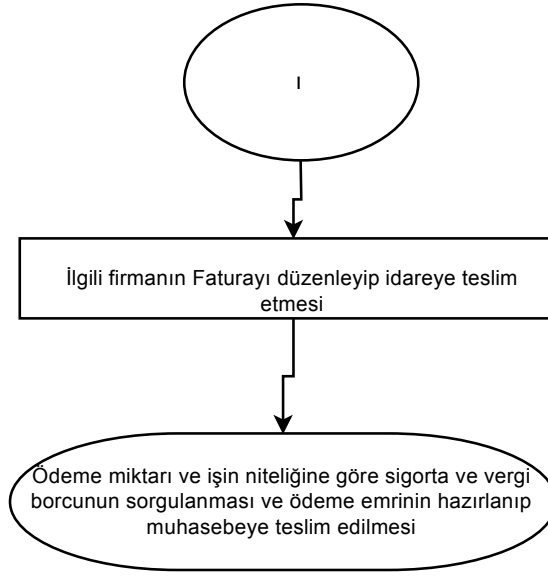 I
İlgili firmanın Faturayı düzenleyip idareye teslim
etmesi
Ödeme miktarı ve işin niteliğine göre sigorta ve vergi
borcunun sorgulanması ve ödeme emrinin hazırlanıp
muhasebeye teslim edilmesi